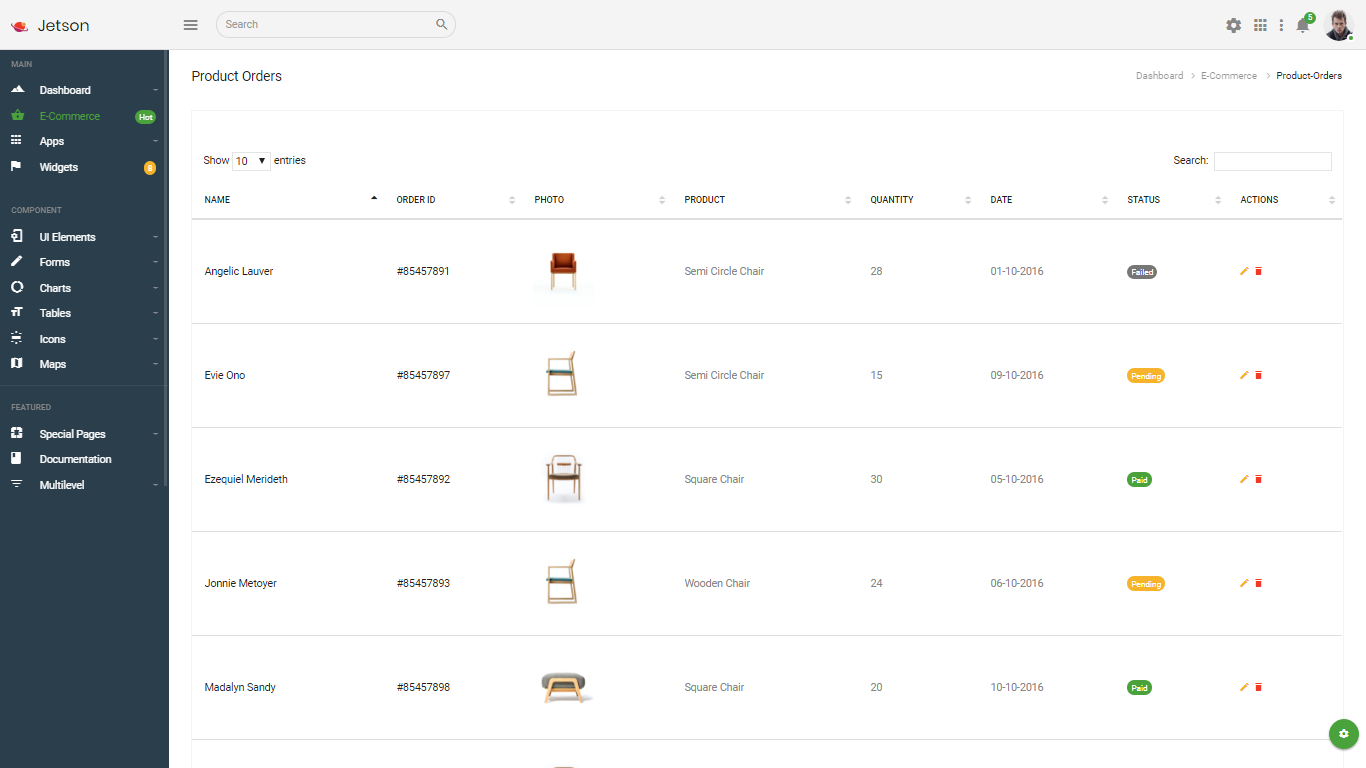 Jetson
Search
5
MAIN
Dashboard
E-Commerce Hot
Apps
Widgets 8
COMPONENT
UI Elements
Forms
Charts
Tables
Icons
Maps
FEATURED
Special Pages
Documentation
Multilevel
Product Orders
Dashboard > E-Commerce > Product-Orders
Show 10 entries
Search:
NAME ORDER ID PHOTO PRODUCT QUANTITY DATE STATUS ACTIONS
Angelic Lauver #85457891 Semi Circle Chair 28 01-10-2016 Failed
Evie Ono #85457897 Semi Circle Chair 15 09-10-2016 Pending
Ezequiel Merideth #85457892 Square Chair 30 05-10-2016 Paid
Jonnie Metoyer #85457893 Wooden Chair 24 06-10-2016 Pending
Madalyn Sandy #85457898 Square Chair 20 10-10-2016 Paid